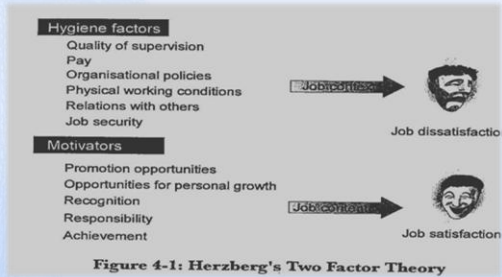 Hygiene factors
Quality of supervision
Pay
Organisational policies
Physical working conditions
Relations with others
Job security
Job context
Job dissatisfaction
Motivators
Promotion opportunities
Opportunities for personal growth
Recognition
Responsibility
Achievement
Job content
Job satisfaction
Figure 4-1: Herzberg's Two Factor Theory